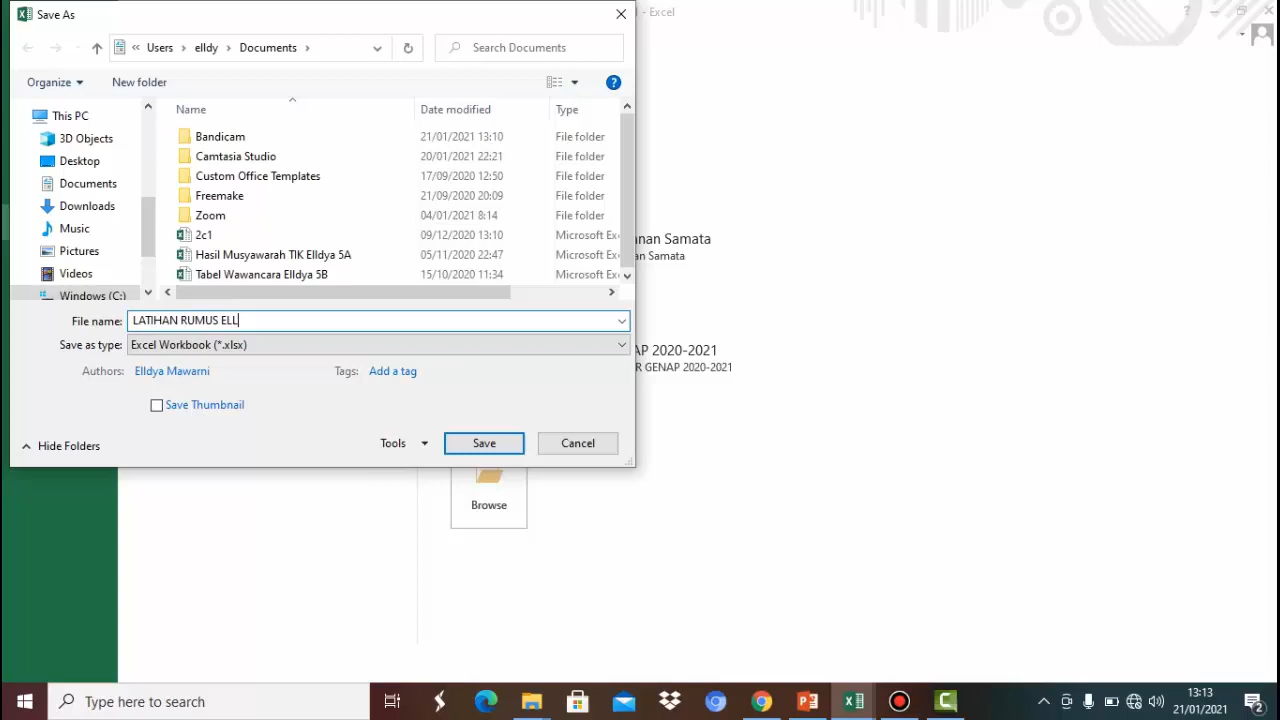 Save As
- Excel
Users
elldy
Documents
Search Documents
Organize
New folder
Name
Date modified
Type
This PC
3D Objects
Desktop
Documents
Downloads
Music
Pictures
Videos
Windows (C:)
Bandicam 21/01/2021 13:10 File folder
Camtasia Studio 20/01/2021 22:21 File folder
Custom Office Templates 17/09/2020 12:50 File folder
Freemake 21/09/2020 20:09 File folder
Zoom 04/01/2021 8:14 File folder
2c1 09/12/2020 13:10 Microsoft Ex
Hasil Musyawarah TIK Elldya 5A 05/11/2020 22:47 Microsoft Ex
Tabel Wawancara Elldya 5B 15/10/2020 11:34 Microsoft Ex
nan Samata
n Samata
File name: LATIHAN RUMUS ELL
Save as type: Excel Workbook (*.xlsx)
AP 2020-2021
R GENAP 2020-2021
Authors: Elldya Mawarni Tags: Add a tag
Save Thumbnail
Hide Folders
Tools
Save
Cancel
Browse
Type here to search
13:13
21/01/2021
2